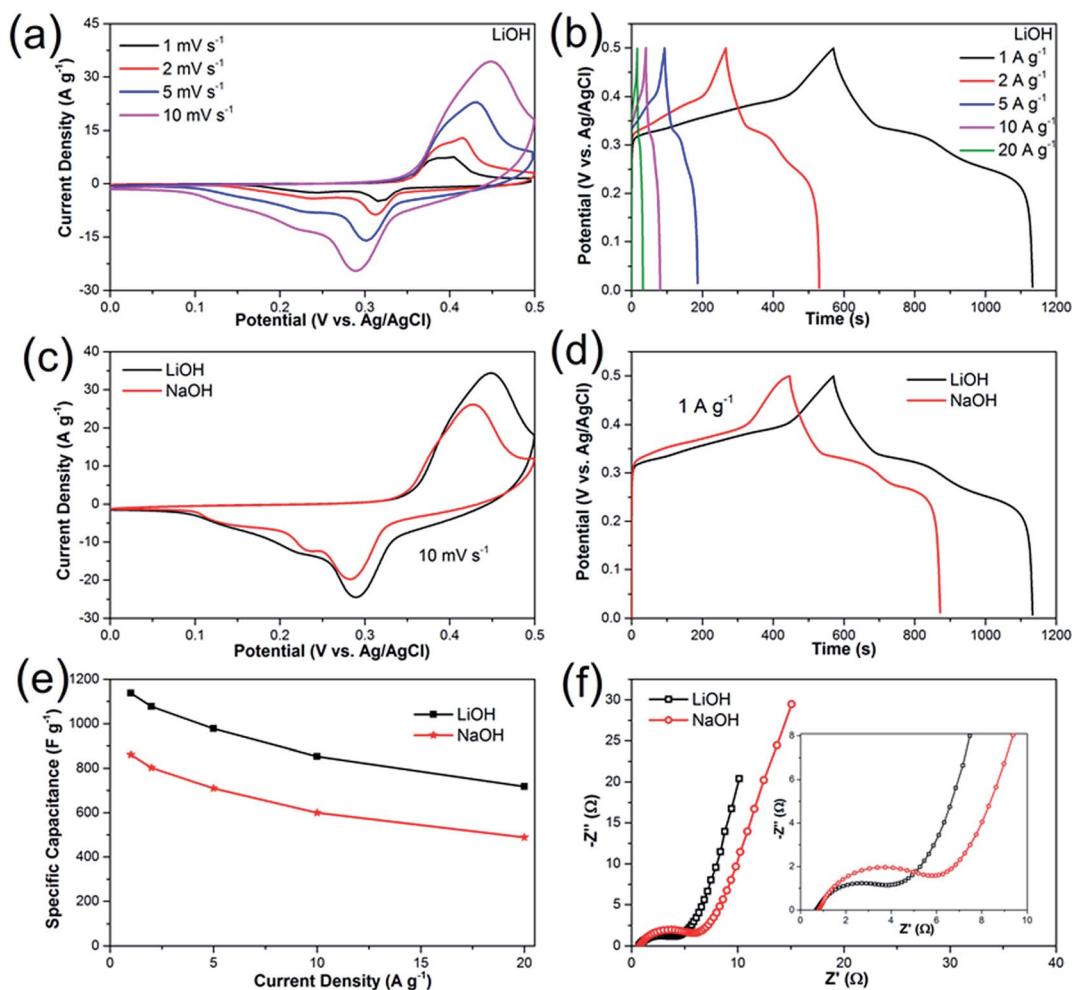 (a)
45
30
15
0
-15
-30
Current Density (A g⁻¹)
1 mV s⁻¹
2 mV s⁻¹
5 mV s⁻¹
10 mV s⁻¹
LiOH
0.0 0.1 0.2 0.3 0.4 0.5
Potential (V vs. Ag/AgCl)
(b)
0.5
0.4
0.3
0.2
0.1
0.0
Potential (V vs. Ag/AgCl)
LiOH
1 A g⁻¹
2 A g⁻¹
5 A g⁻¹
10 A g⁻¹
20 A g⁻¹
0 200 400 600 800 1000 1200
Time (s)
(c)
40
30
20
10
0
-10
-20
-30
Current Density (A g⁻¹)
LiOH
NaOH
10 mV s⁻¹
0.0 0.1 0.2 0.3 0.4 0.5
Potential (V vs. Ag/AgCl)
(d)
0.5
0.4
0.3
0.2
0.1
0.0
Potential (V vs. Ag/AgCl)
1 A g⁻¹
LiOH
NaOH
0 200 400 600 800 1000 1200
Time (s)
(e)
1200
1000
800
600
400
200
0
Specific Capacitance (F g⁻¹)
LiOH
NaOH
0 5 10 15 20
Current Density (A g⁻¹)
(f)
30
25
20
15
10
5
0
-Z'' (Ω)
LiOH
NaOH
8
6
4
2
0
-Z'' (Ω)
0 2 4 6 8 10
Z' (Ω)
0 10 20 30 40
Z' (Ω)